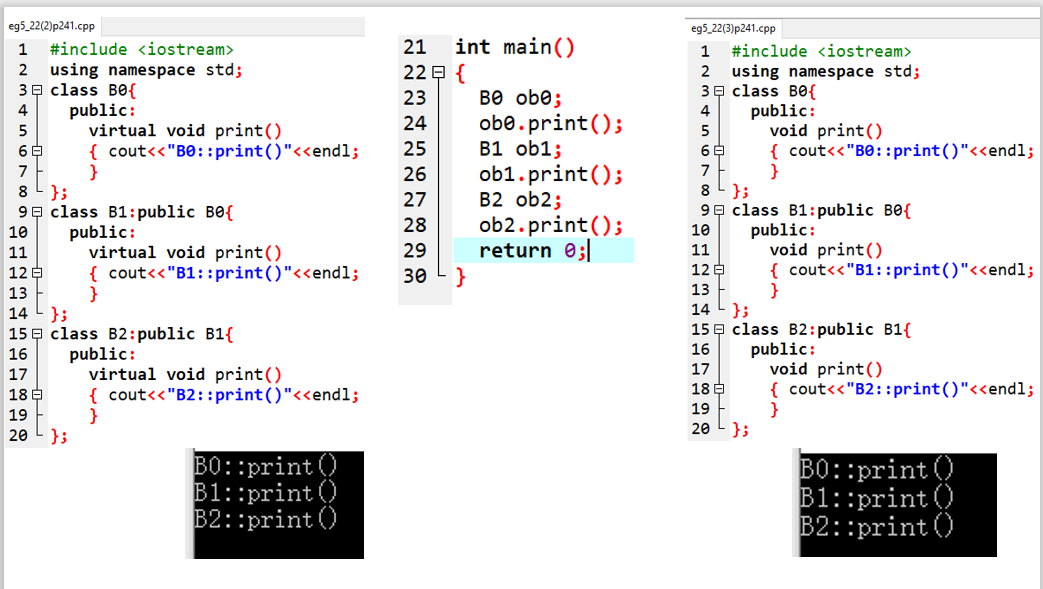 eg5_22(2)p241.cpp
1 #include <iostream>
2 using namespace std;
3 class B0{
4 public:
5 virtual void print()
6 { cout<<"B0::print()"<<endl;
7 }
8 };
9 class B1:public B0{
10 public:
11 virtual void print()
12 { cout<<"B1::print()"<<endl;
13 }
14 };
15 class B2:public B1{
16 public:
17 virtual void print()
18 { cout<<"B2::print()"<<endl;
19 }
20 };
B0::print()
B1::print()
B2::print()
21 int main()
22 {
23 B0 ob0;
24 ob0.print();
25 B1 ob1;
26 ob1.print();
27 B2 ob2;
28 ob2.print();
29 return 0;
30 }
eg5_22(3)p241.cpp
1 #include <iostream>
2 using namespace std;
3 class B0{
4 public:
5 void print()
6 { cout<<"B0::print()"<<endl;
7 }
8 };
9 class B1:public B0{
10 public:
11 void print()
12 { cout<<"B1::print()"<<endl;
13 }
14 };
15 class B2:public B1{
16 public:
17 void print()
18 { cout<<"B2::print()"<<endl;
19 }
20 };
B0::print()
B1::print()
B2::print()